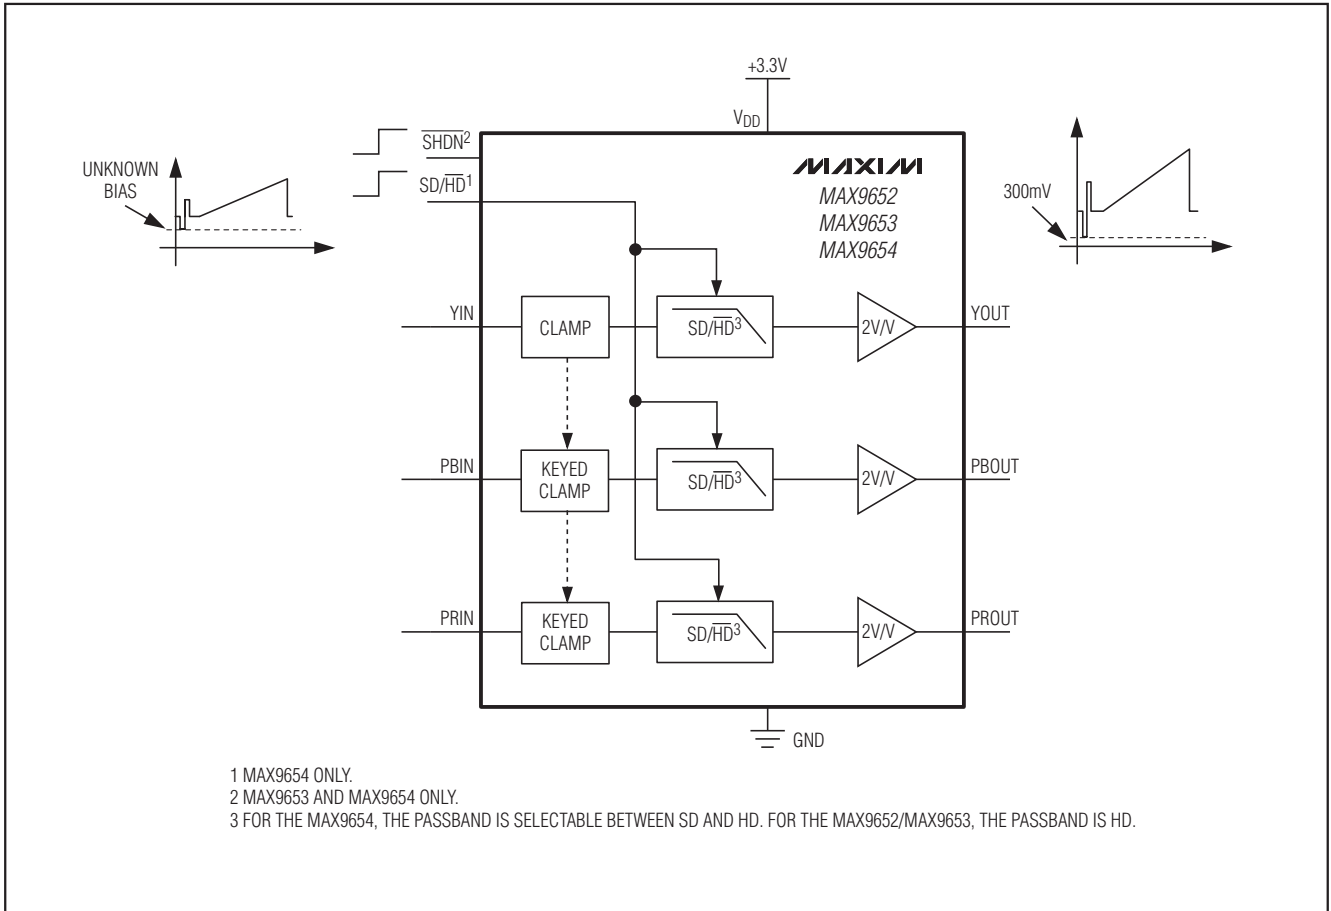 +3.3V
VDD
SHDN2
SD/HD1
UNKNOWN
BIAS
300mV
MAXIM
MAX9652
MAX9653
MAX9654
YIN
CLAMP
SD/HD3
2V/V
YOUT
PBIN
KEYED
CLAMP
SD/HD3
2V/V
PBOUT
PRIN
KEYED
CLAMP
SD/HD3
2V/V
PROUT
GND
1 MAX9654 ONLY.
2 MAX9653 AND MAX9654 ONLY.
3 FOR THE MAX9654, THE PASSBAND IS SELECTABLE BETWEEN SD AND HD. FOR THE MAX9652/MAX9653, THE PASSBAND IS HD.